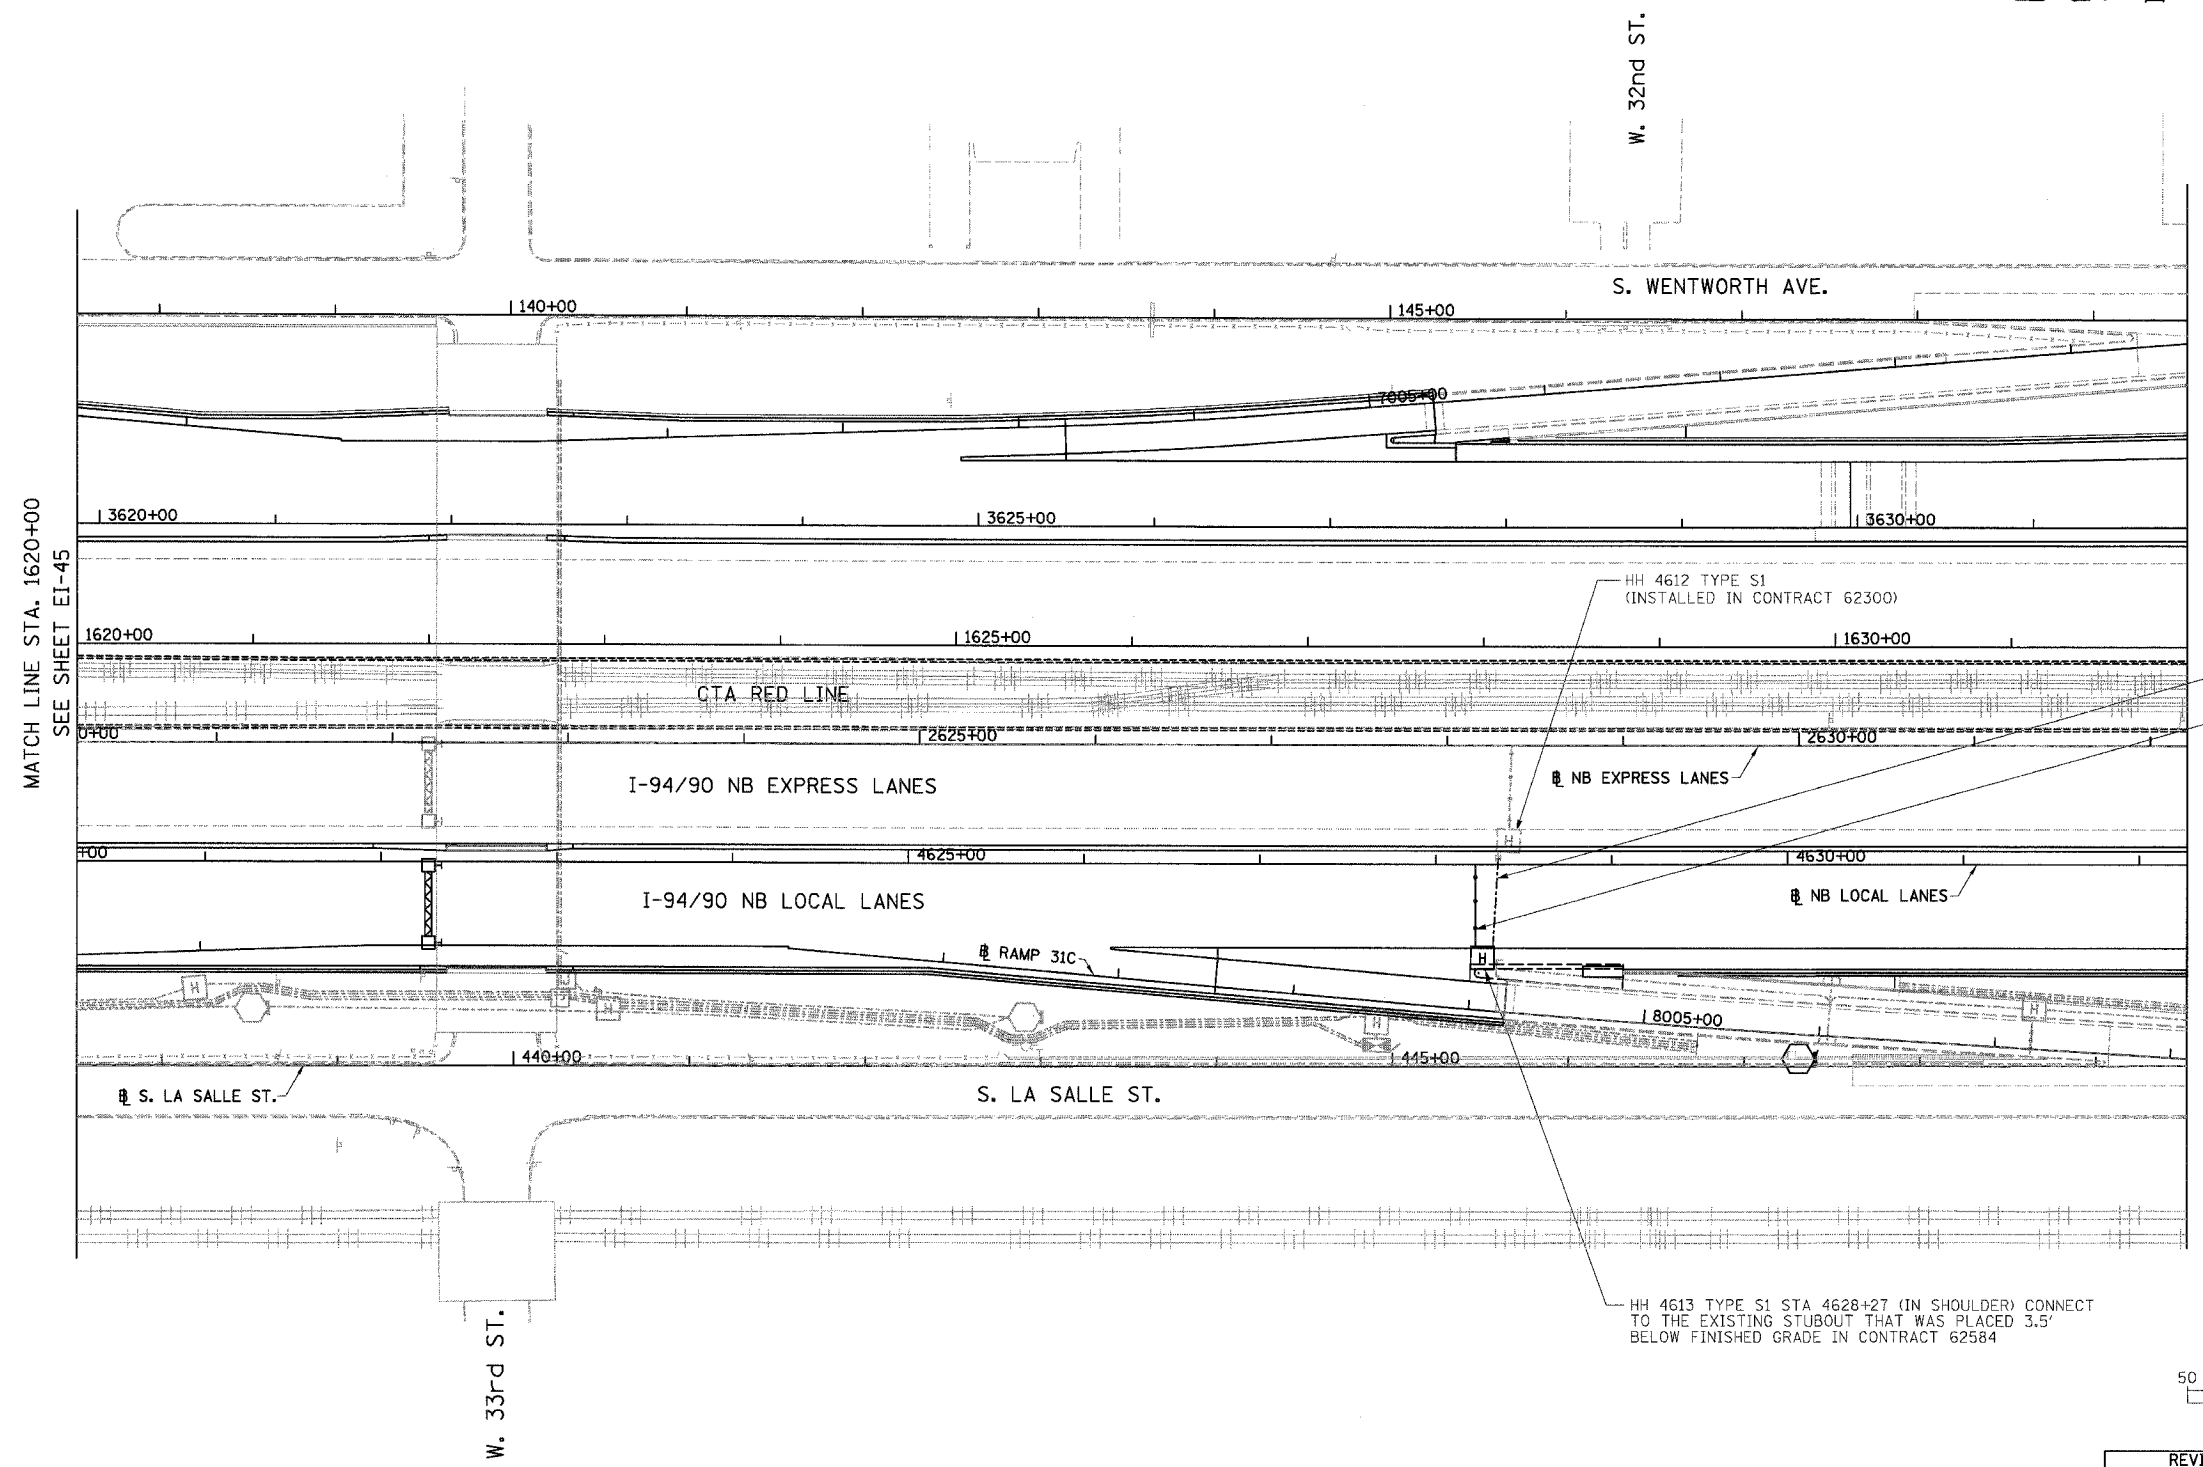 W. 32nd ST.
S. WENTWORTH AVE.
140+00
145+00
7005+00
MATCH LINE STA. 1620+00
SEE SHEET EI-45
3620+00
3625+00
3630+00
HH 4612 TYPE S1
(INSTALLED IN CONTRACT 62300)
1620+00
1625+00
1630+00
CTA RED LINE
0+00
2625+00
2630+00
I-94/90 NB EXPRESS LANES
℄ NB EXPRESS LANES
H
+00
4625+00
4630+00
I-94/90 NB LOCAL LANES
℄ NB LOCAL LANES
℄ RAMP 31C
H
H
H
H
H
H
H
8005+00
440+00
445+00
℄ S. LA SALLE ST.
S. LA SALLE ST.
HH 4613 TYPE S1 STA 4628+27 (IN SHOULDER) CONNECT
TO THE EXISTING STUBOUT THAT WAS PLACED 3.5'
BELOW FINISHED GRADE IN CONTRACT 62584
W. 33rd ST.
50
REVI